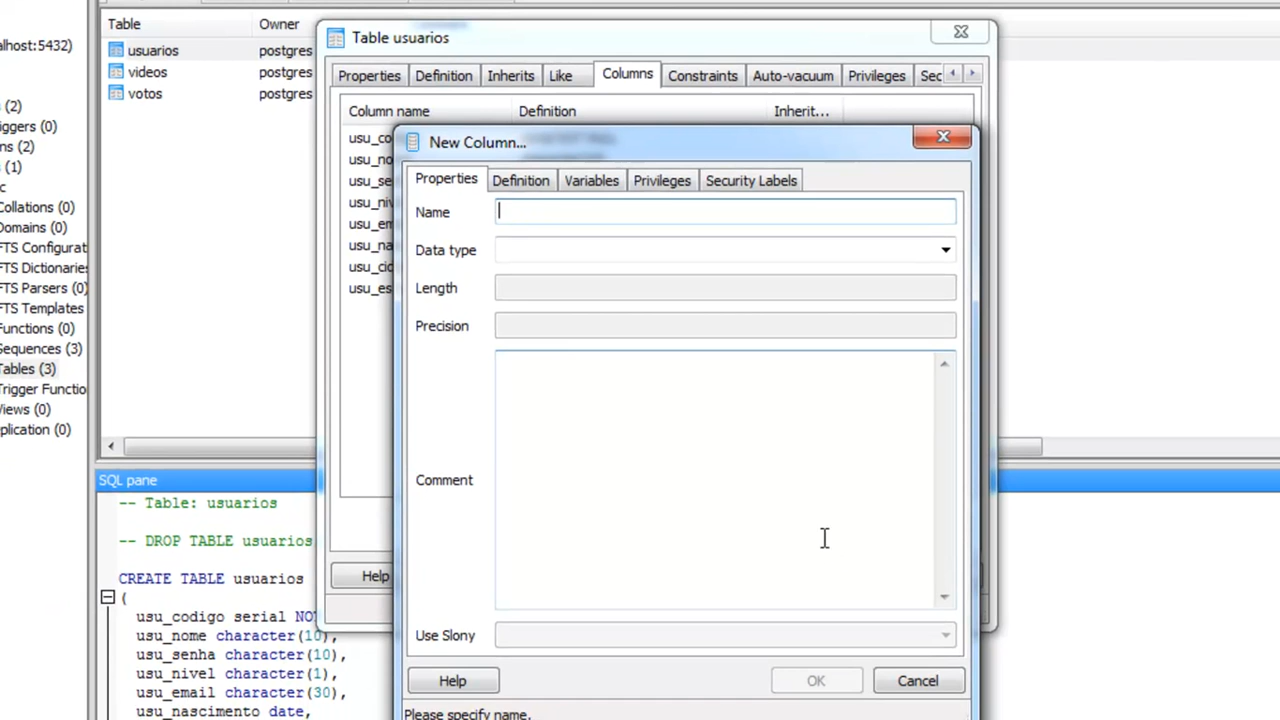 Table Owner
usuarios postgres
videos postgres
votos postgres
alhost:5432)
(2)
iggers (0)
ns (2)
(1)
c
Collations (0)
Domains (0)
FTS Configurat
FTS Dictionaries
FTS Parsers (0)
FTS Templates
Functions (0)
Sequences (3)
Tables (3)
Trigger Functio
iews (0)
plication (0)
Table usuarios
Properties Definition Inherits Like Columns Constraints Auto-vacuum Privileges Sec
Column name Definition Inherit...
usu_co
usu_no
usu_se
usu_niv
usu_em
usu_na
usu_cid
usu_es
Help
New Column...
Properties Definition Variables Privileges Security Labels
Name
Data type
Length
Precision
Comment
Use Slony
Help OK Cancel
Please specify name.
SQL pane
-- Table: usuarios
-- DROP TABLE usuarios
CREATE TABLE usuarios
(
usu_codigo serial NOT
usu_nome character(10),
usu_senha character(10),
usu_nivel character(1),
usu_email character(30),
usu_nascimento date,